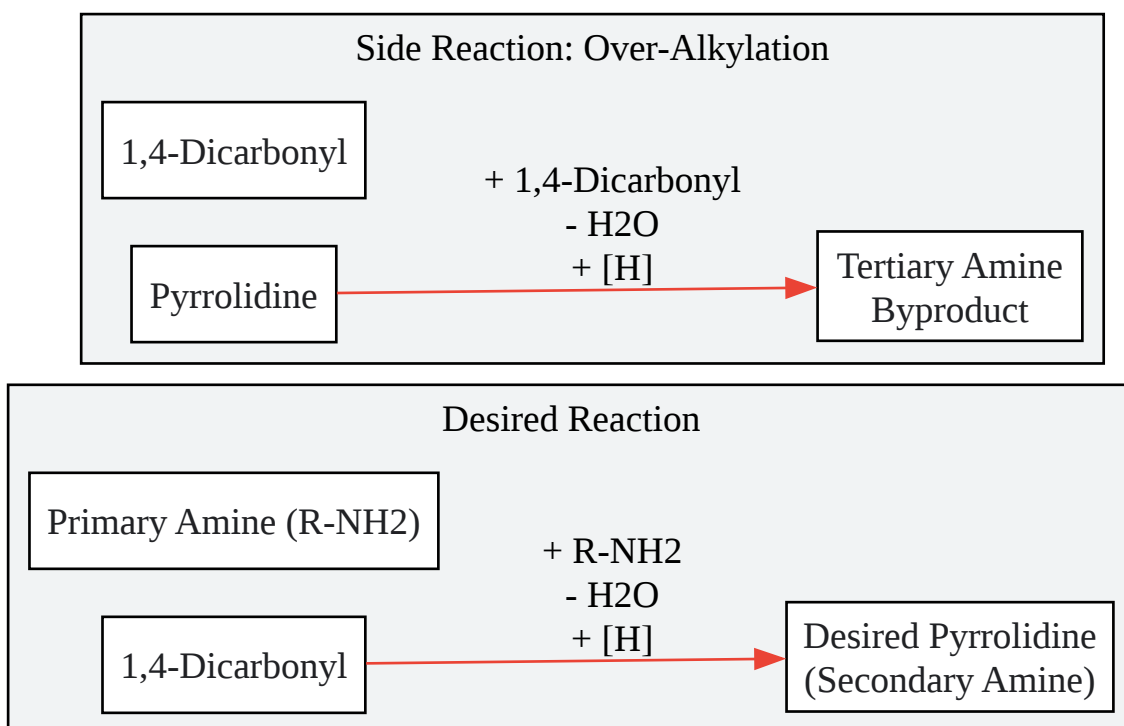 Side Reaction: Over-Alkylation
1,4-Dicarbonyl
+ 1,4-Dicarbonyl
- H2O
+ [H]
Pyrrolidine
Tertiary Amine
Byproduct
Desired Reaction
Primary Amine (R-NH2)
+ R-NH2
- H2O
+ [H]
1,4-Dicarbonyl
Desired Pyrrolidine
(Secondary Amine)